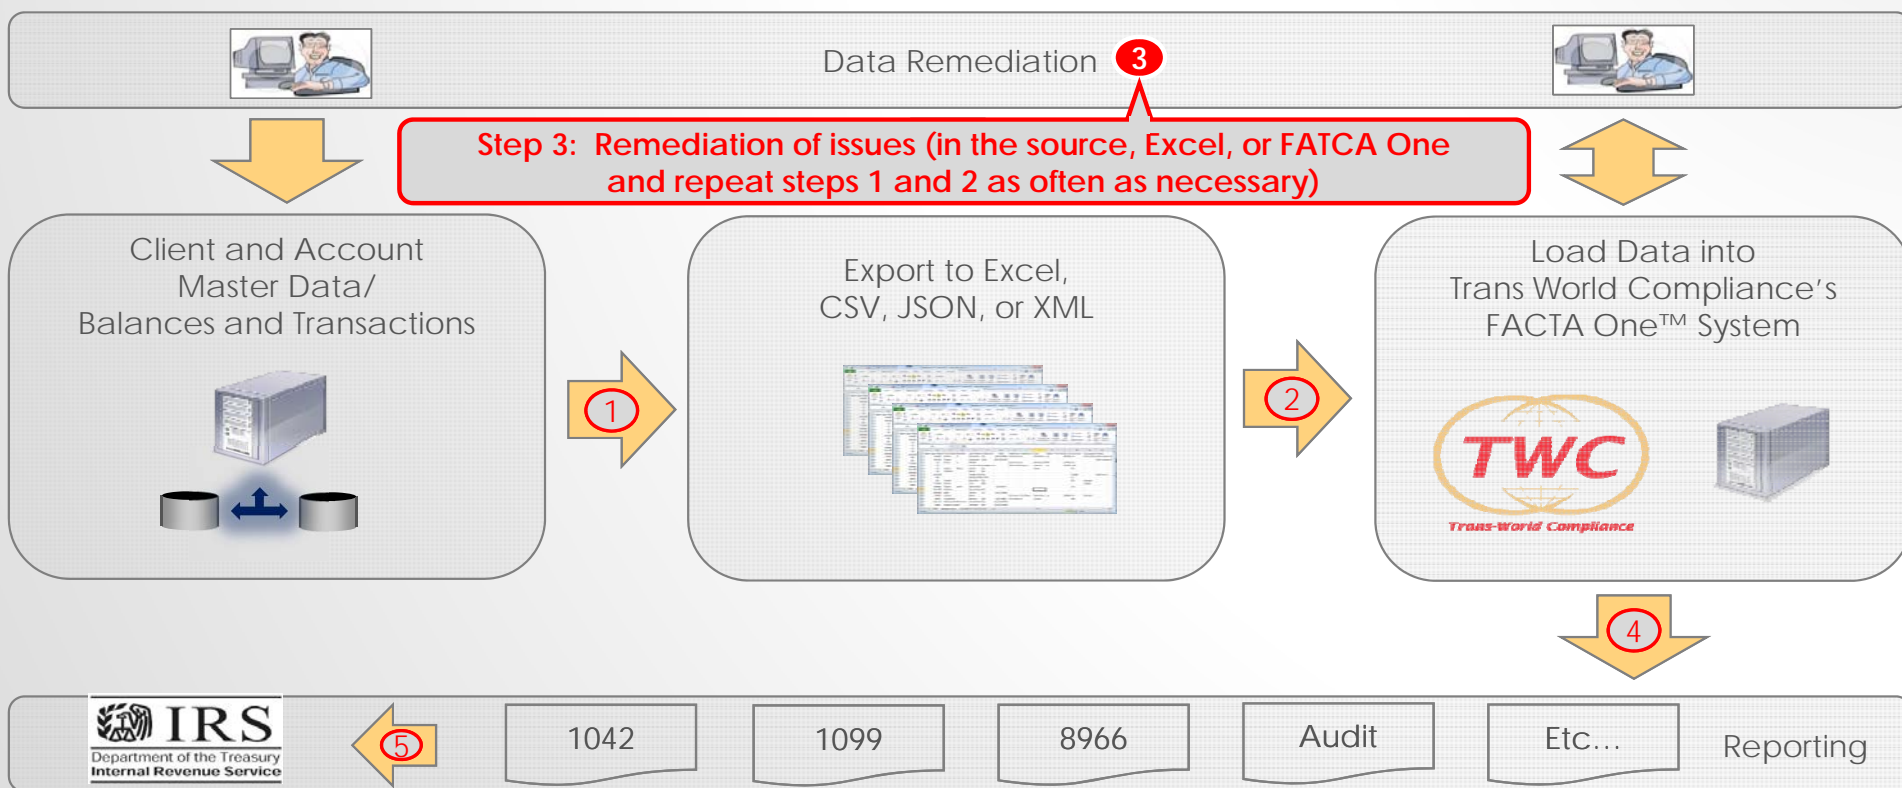 Data Remediation 3
Step 3: Remediation of issues (in the source, Excel, or FATCA One
and repeat steps 1 and 2 as often as necessary)
Client and Account
Master Data/
Balances and Transactions
1
Export to Excel,
CSV, JSON, or XML
2
Load Data into
Trans World Compliance's
FACTA One™ System
TWC
Trans-World Compliance
4
IRS
Department of the Treasury
Internal Revenue Service
5
1042
1099
8966
Audit
Etc...
Reporting